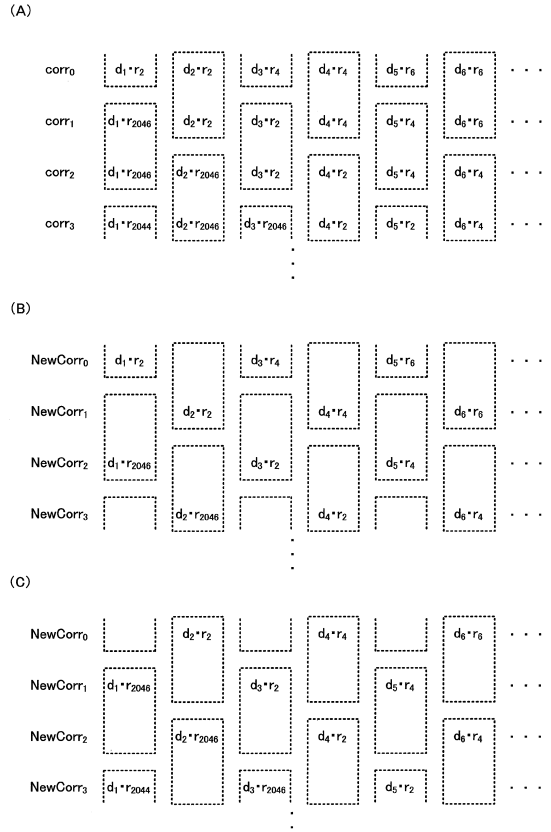 (A)
corr0 d1・r2 d2・r2 d3・r4 d4・r4 d5・r6 d6・r6 ・・・
corr1 d1・r2046 d2・r2 d3・r2 d4・r4 d5・r4 d6・r6 ・・・
corr2 d1・r2046 d2・r2046 d3・r2 d4・r2 d5・r4 d6・r4 ・・・
corr3 d1・r2044 d2・r2046 d3・r2046 d4・r2 d5・r2 d6・r4 ・・・
(B)
NewCorr0 d1・r2 d3・r4 d5・r6 ・・・
NewCorr1 d2・r2 d4・r4 d6・r6 ・・・
NewCorr2 d1・r2046 d3・r2 d5・r4 ・・・
NewCorr3 d2・r2046 d4・r2 d6・r4 ・・・
(C)
NewCorr0 d2・r2 d4・r4 d6・r6 ・・・
NewCorr1 d1・r2046 d3・r2 d5・r4 ・・・
NewCorr2 d2・r2046 d4・r2 d6・r4 ・・・
NewCorr3 d1・r2044 d3・r2046 d5・r2 ・・・